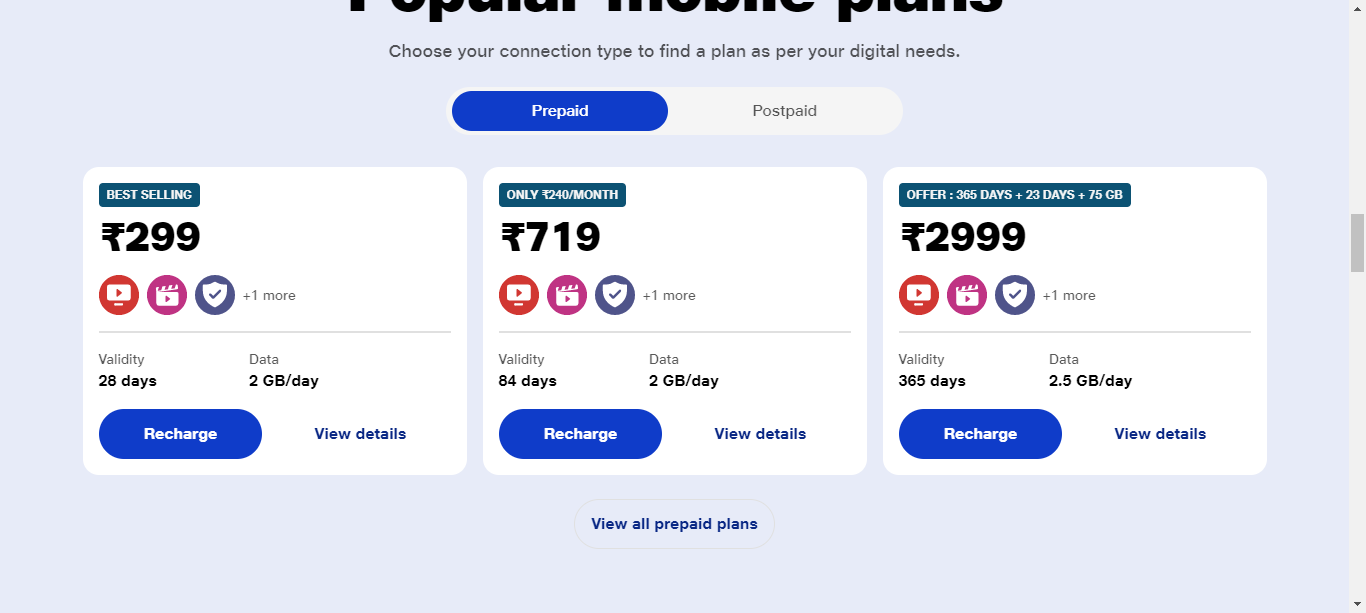 Popular mobile plans
Choose your connection type to find a plan as per your digital needs.
Prepaid
Postpaid
BEST SELLING
₹299
+1 more
Validity
Data
28 days
2 GB/day
Recharge
View details
ONLY ₹240/MONTH
₹719
+1 more
Validity
Data
84 days
2 GB/day
Recharge
View details
OFFER : 365 DAYS + 23 DAYS + 75 GB
₹2999
+1 more
Validity
Data
365 days
2.5 GB/day
Recharge
View details
View all prepaid plans